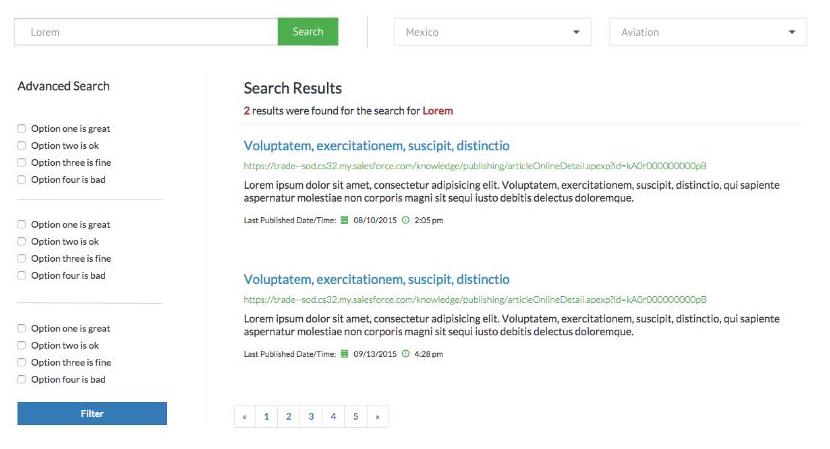 Lorem
Search
Mexico
Aviation
Advanced Search
Option one is great
Option two is ok
Option three is fine
Option four is bad
Option one is great
Option two is ok
Option three is fine
Option four is bad
Option one is great
Option two is ok
Option three is fine
Option four is bad
Filter
Search Results
2 results were found for the search for Lorem
Voluptatem, exercitationem, suscipit, distinctio
https://trade--sod.cs32.my.salesforce.com/knowledge/publishing/articleOnlineDetail.apexp?id=kA0r000000000pB
Lorem ipsum dolor sit amet, consectetur adipisicing elit. Voluptatem, exercitationem, suscipit, distinctio, qui sapiente
aspernatur molestiae non corporis magni sit sequi iusto debitis delectus doloremque.
Last Published Date/Time: 08/10/2015 2:05 pm
Voluptatem, exercitationem, suscipit, distinctio
https://trade--sod.cs32.my.salesforce.com/knowledge/publishing/articleOnlineDetail.apexp?id=kA0r000000000pB
Lorem ipsum dolor sit amet, consectetur adipisicing elit. Voluptatem, exercitationem, suscipit, distinctio, qui sapiente
aspernatur molestiae non corporis magni sit sequi iusto debitis delectus doloremque.
Last Published Date/Time: 09/13/2015 4:28 pm
« 1 2 3 4 5 »